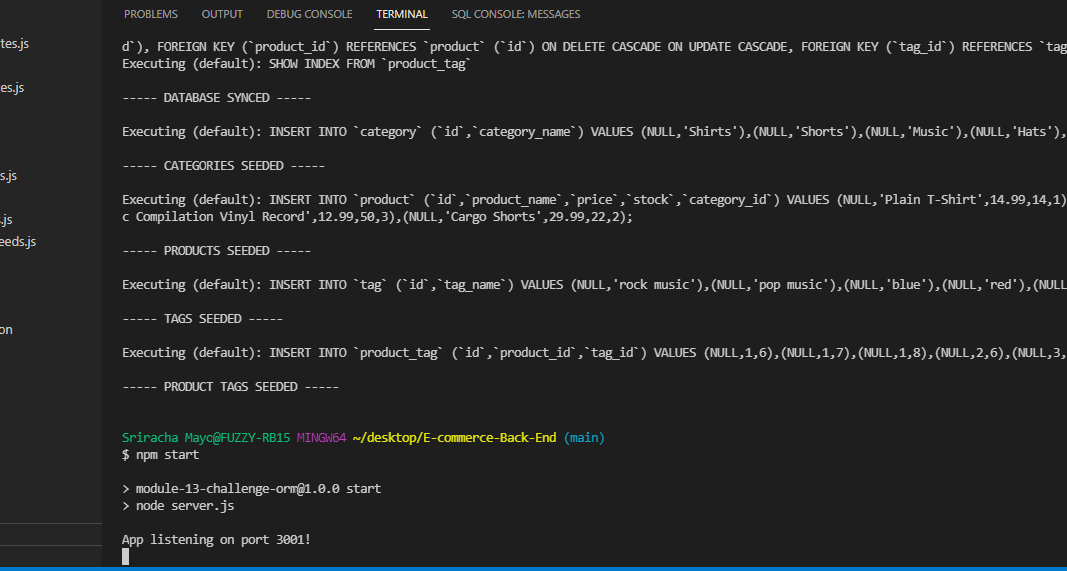 PROBLEMS OUTPUT DEBUG CONSOLE TERMINAL SQL CONSOLE: MESSAGES
tes.js
es.js
s.js
.js
eeds.js
on
d`), FOREIGN KEY (`product_id`) REFERENCES `product` (`id`) ON DELETE CASCADE ON UPDATE CASCADE, FOREIGN KEY (`tag_id`) REFERENCES `tag
Executing (default): SHOW INDEX FROM `product_tag`
----- DATABASE SYNCED -----
Executing (default): INSERT INTO `category` (`id`,`category_name`) VALUES (NULL,'Shirts'),(NULL,'Shorts'),(NULL,'Music'),(NULL,'Hats'),
----- CATEGORIES SEEDED -----
Executing (default): INSERT INTO `product` (`id`,`product_name`,`price`,`stock`,`category_id`) VALUES (NULL,'Plain T-Shirt',14.99,14,1)
c Compilation Vinyl Record',12.99,50,3),(NULL,'Cargo Shorts',29.99,22,2);
----- PRODUCTS SEEDED -----
Executing (default): INSERT INTO `tag` (`id`,`tag_name`) VALUES (NULL,'rock music'),(NULL,'pop music'),(NULL,'blue'),(NULL,'red'),(NULL
----- TAGS SEEDED -----
Executing (default): INSERT INTO `product_tag` (`id`,`product_id`,`tag_id`) VALUES (NULL,1,6),(NULL,1,7),(NULL,1,8),(NULL,2,6),(NULL,3,
----- PRODUCT TAGS SEEDED -----
Sriracha Mayo@FUZZY-RB15 MINGW64 ~/desktop/E-commerce-Back-End (main)
$ npm start
> module-13-challenge-orm@1.0.0 start
> node server.js
App listening on port 3001!